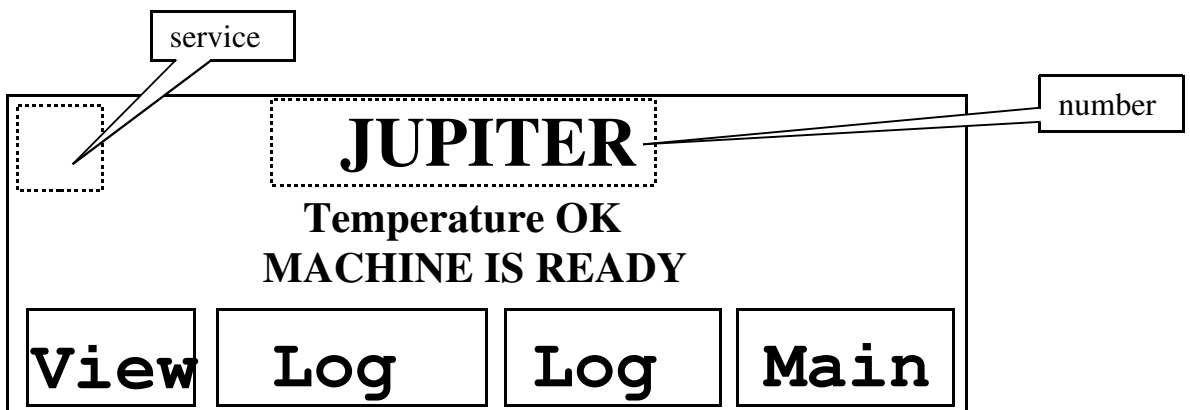 service
number
JUPITER
Temperature OK
MACHINE IS READY
View Log Log Main